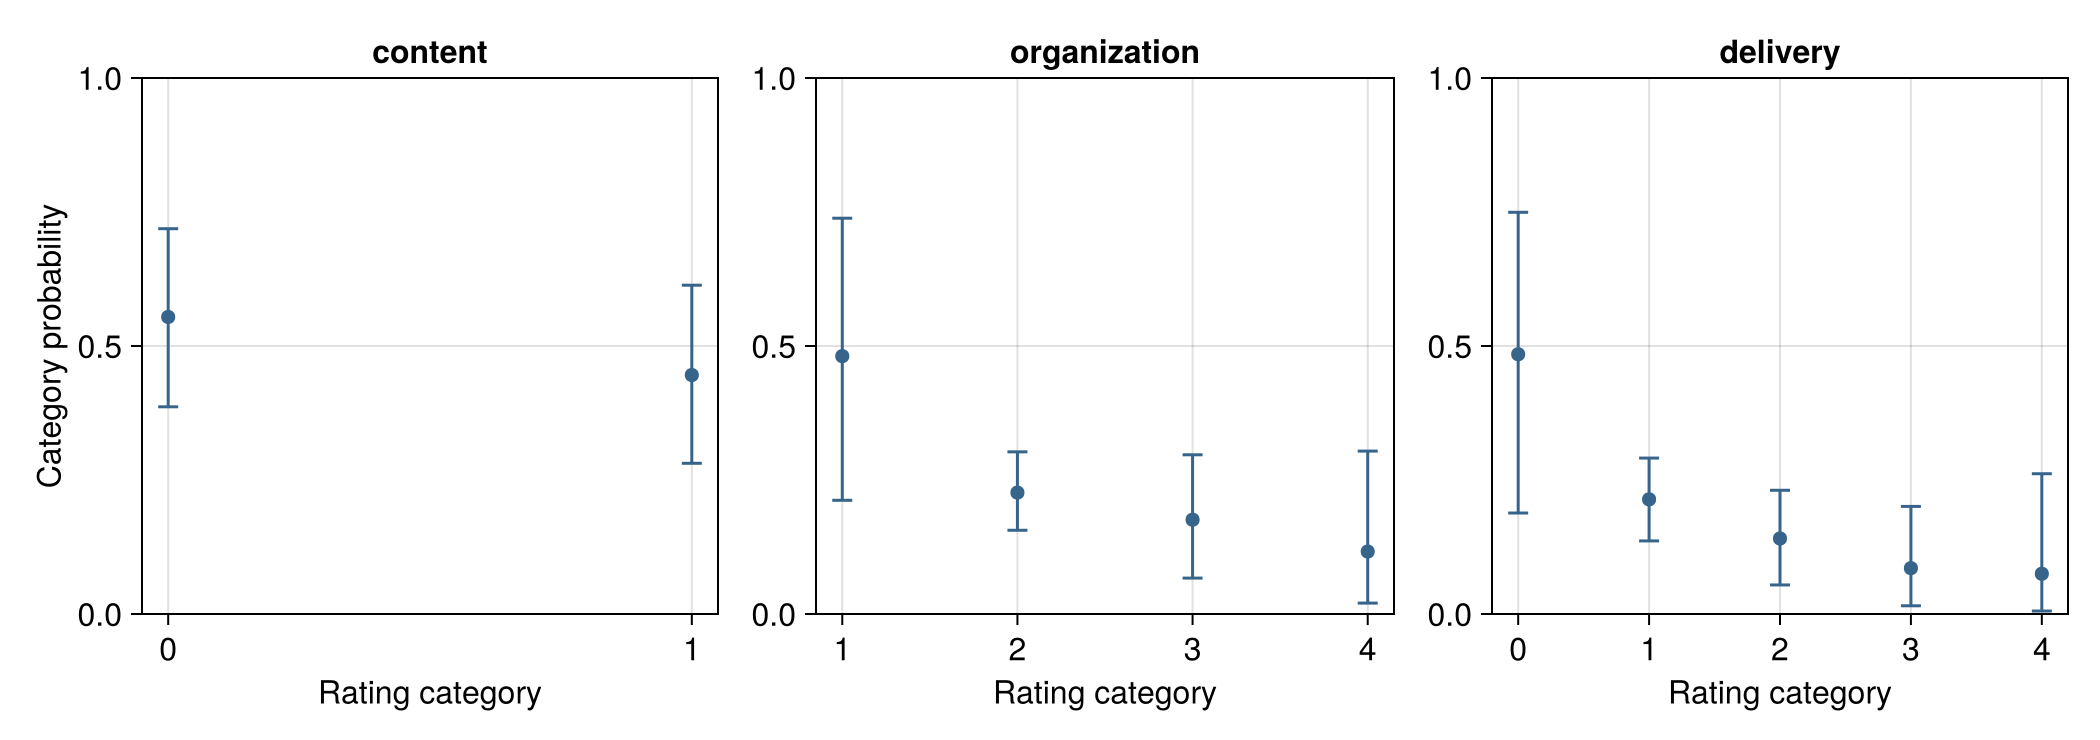 content
organization
delivery
Category probability
1.0
0.5
0.0
0
1
Rating category
1.0
0.5
0.0
1
2
3
4
Rating category
1.0
0.5
0.0
0
1
2
3
4
Rating category